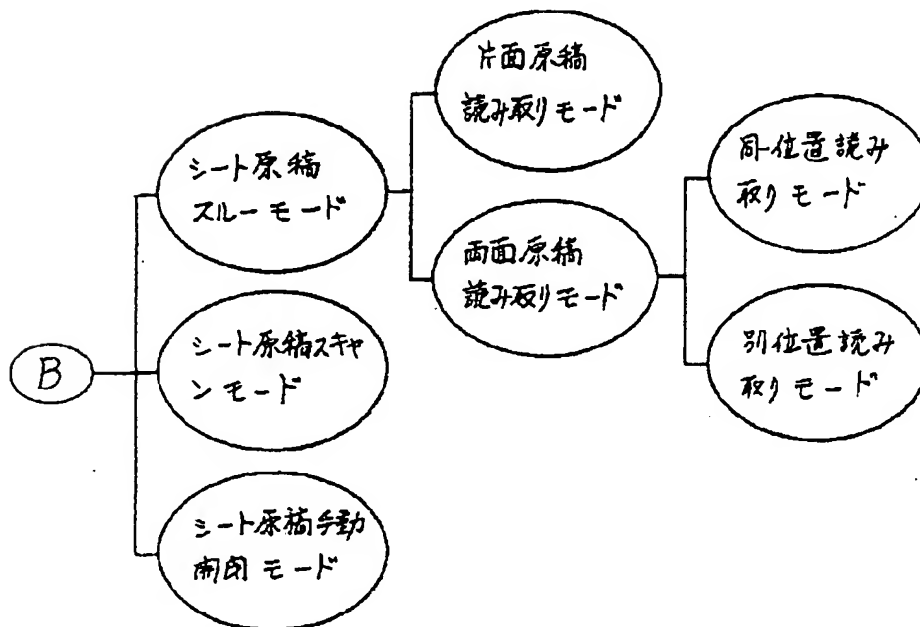 片面原稿
読み取りモード
シート原稿
スルーモード
同一位置読み
取りモード
両面原稿
読み取りモード
B
シート原稿スキャ
ンモード
別位置読み
取りモード
シート原稿手動
開閉モード